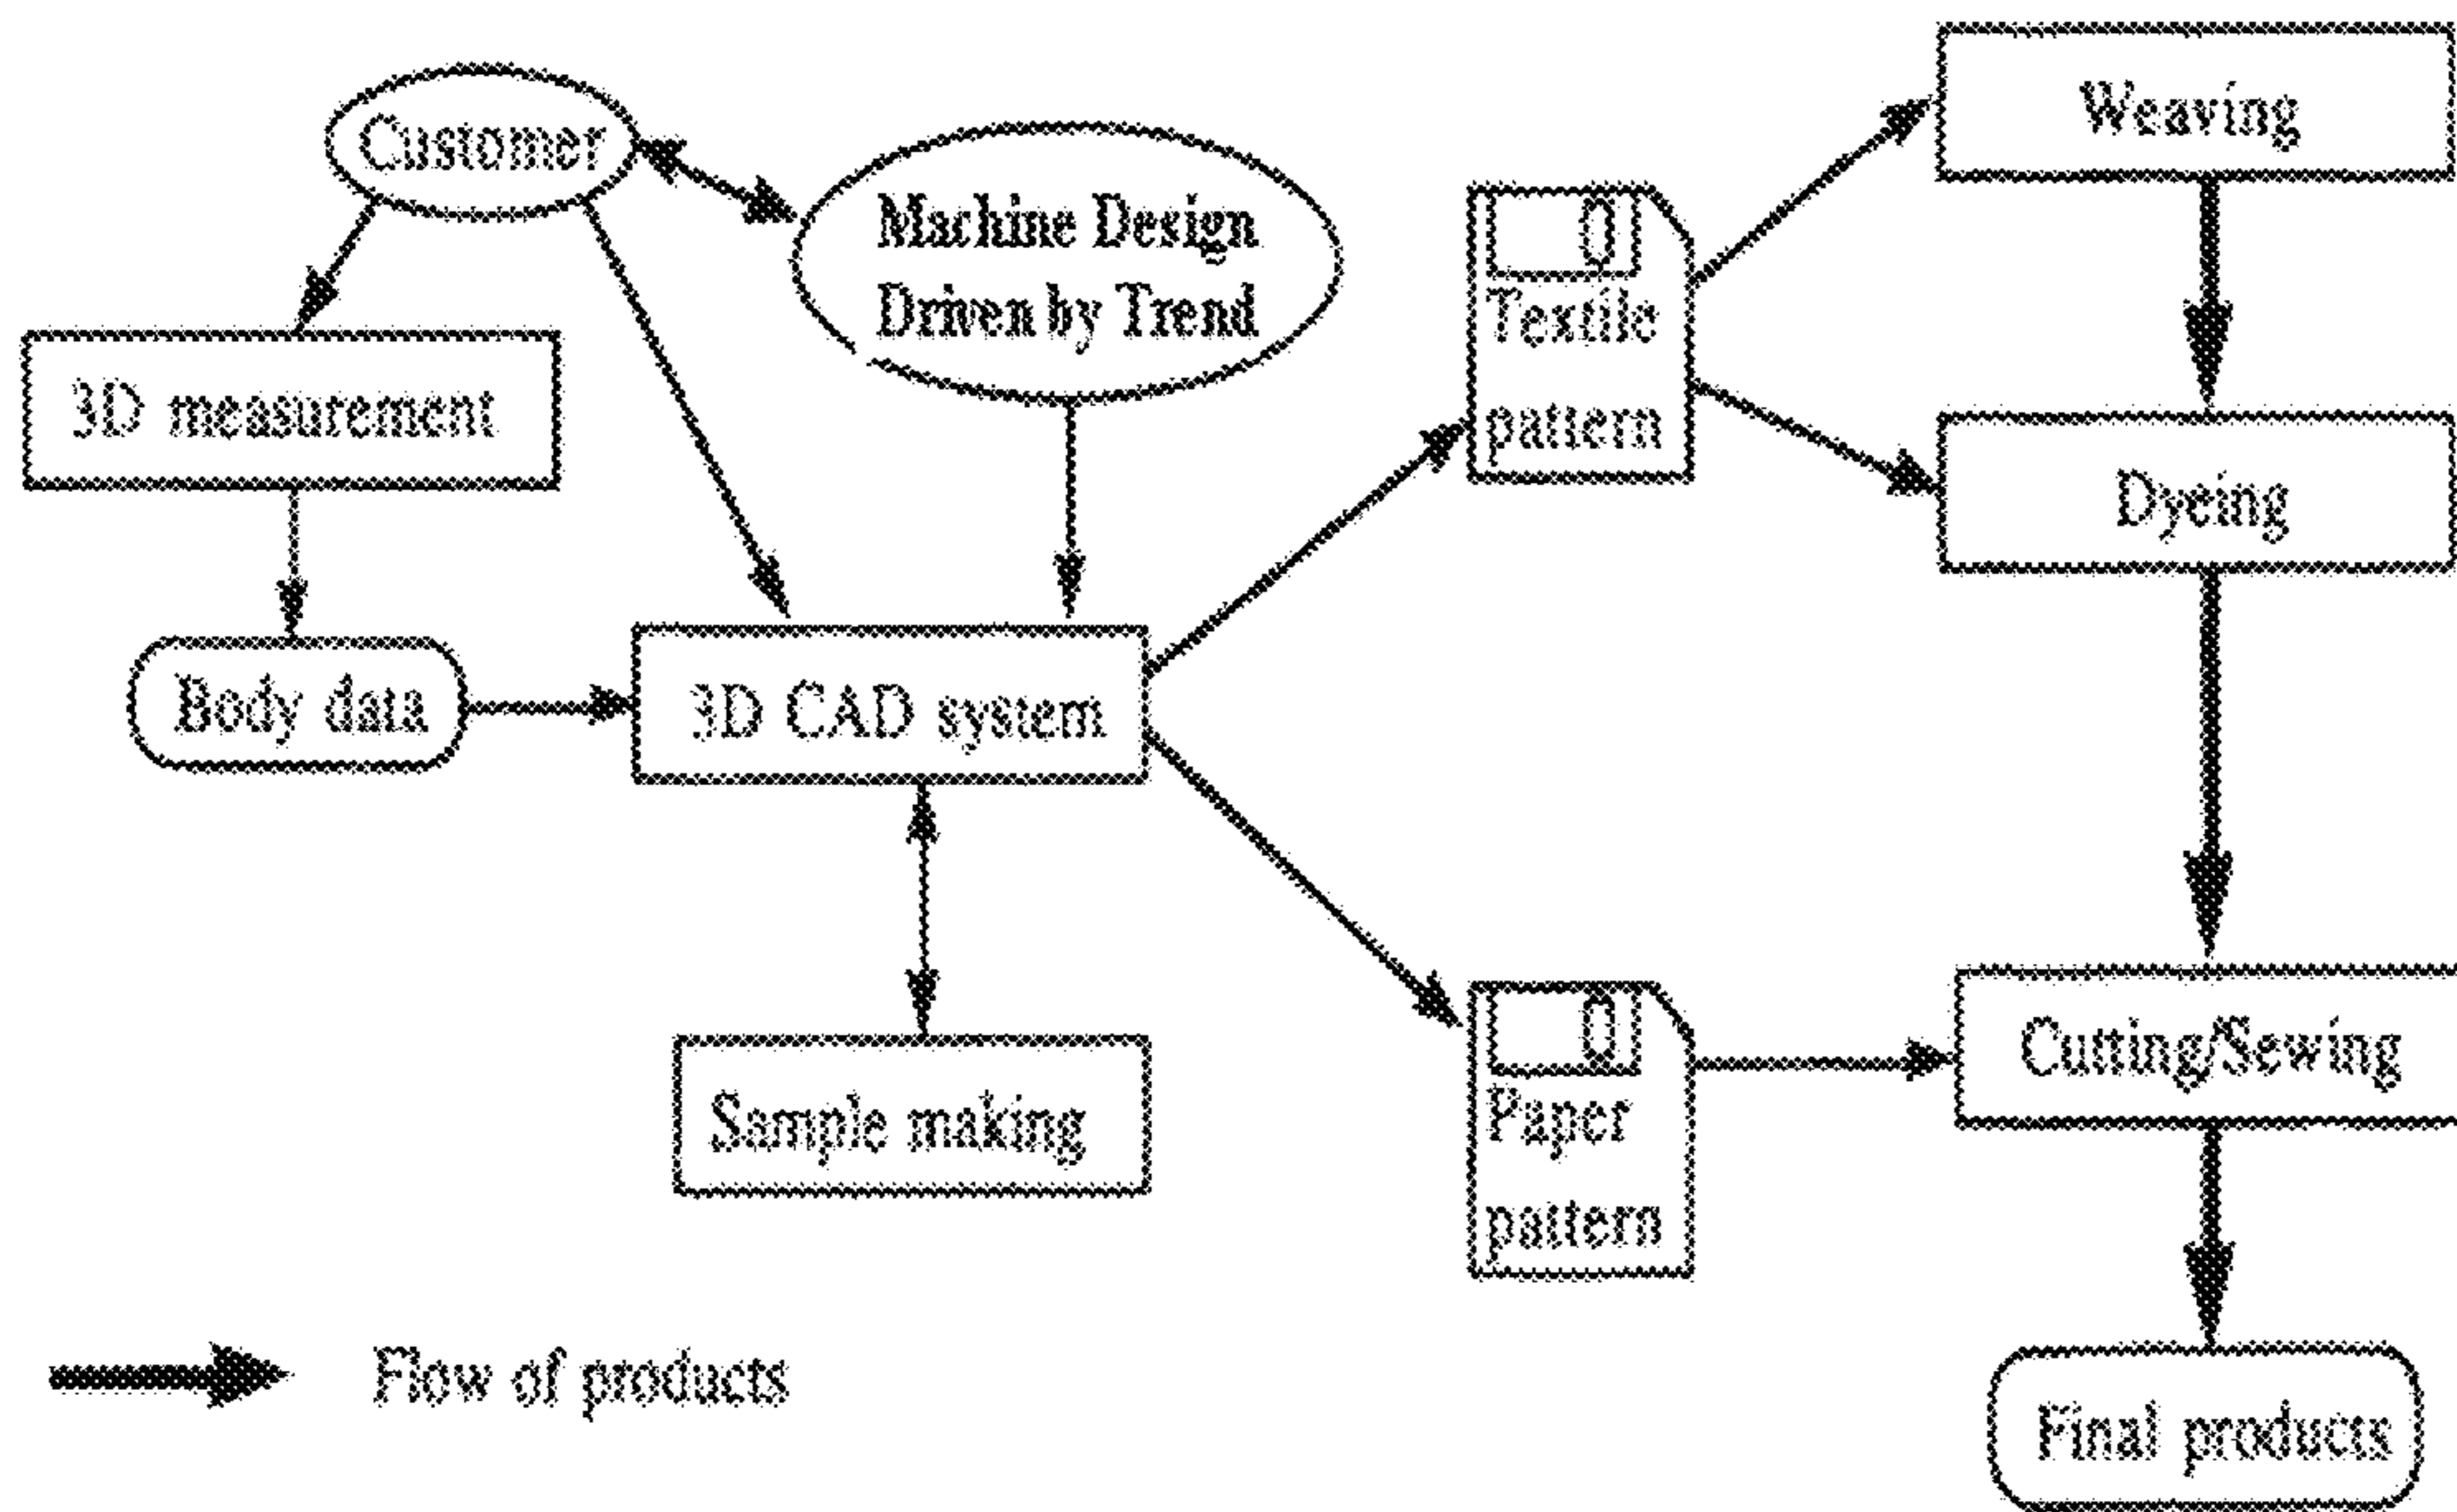 Customer
Machine Design
Driven by Trend
3D measurement
Body data
3D CAD system
Sample making
Textile
pattern
Paper
pattern
Weaving
Dyeing
Cutting/Sewing
Final products
Flow of products